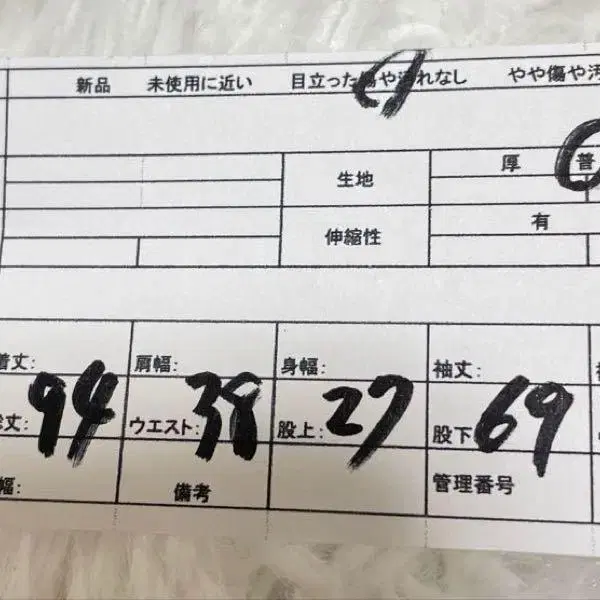 新品 未使用に近い 目立った傷や汚れなし やや傷や汚
生地 厚 普
伸縮性 有
着丈: 肩幅: 身幅: 袖丈:
総丈: 94 ウエスト: 38 股上: 27 股下 69
幅: 備考 管理番号